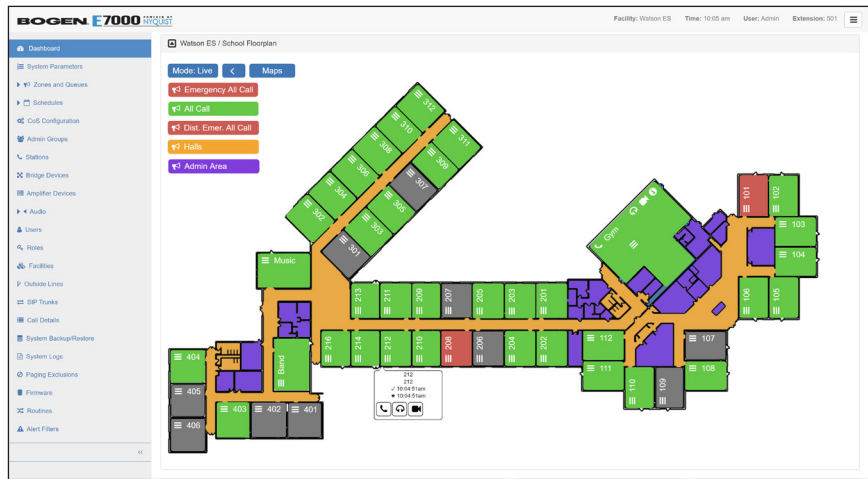 BOGEN E7000 POWERED BY NYQUIST
Facility: Watson ES Time: 10:05 am User: Admin Extension: 501
Dashboard
System Parameters
Zones and Queues
Schedules
CoS Configuration
Admin Groups
Stations
Bridge Devices
Amplifier Devices
Audio
Users
Roles
Facilities
Outside Lines
SIP Trunks
Call Details
System Backup/Restore
System Logs
Paging Exclusions
Firmware
Routines
Alert Filters
«
Watson ES / School Floorplan
Mode: Live < Maps
Emergency All Call
All Call
Dist. Emer. All Call
Halls
Admin Area
312
310
308
306
304
302
311
309
307
305
303
301
Music
Gym
101
102
103
104
105
106
213
211
209
207
205
203
201
216
214
212
210
208
206
204
202
112
111
110
109
107
108
Band
404
405
406
403
402
401
212
212
✓ 10:04:51am
★ 10:04:51am